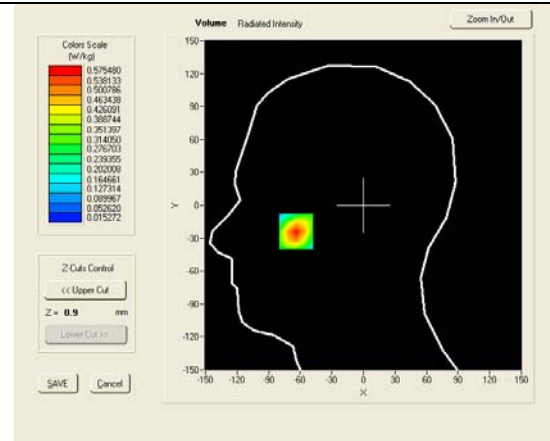 Volume Radiated Intensity
Zoom In/Out
Colors Scale
(W/kg)
0.575480
0.538133
0.500786
0.463438
0.426091
0.388744
0.351397
0.314050
0.276703
0.239355
0.202008
0.164661
0.127314
0.089967
0.052620
0.015272
Z Cuts Control
<< Upper Cut
Z = 0.9 mm
Lower Cut >>
SAVE Cancel
150
120
90
60
30
0
-30
-60
-90
-120
-150
Y
-150 -120 -90 -60 -30 0 30 60 90 120 150
X